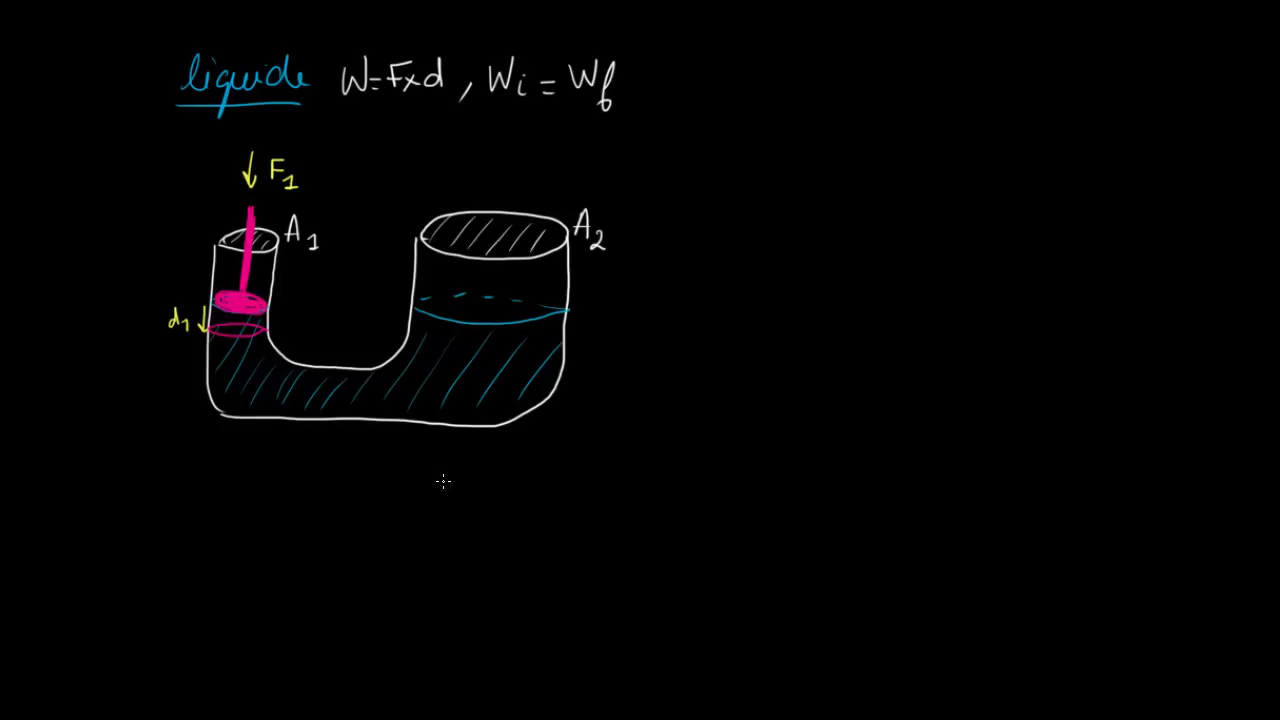 liquide W=F×d, Wi = Wf
F₁
A₁
A₂
d₁